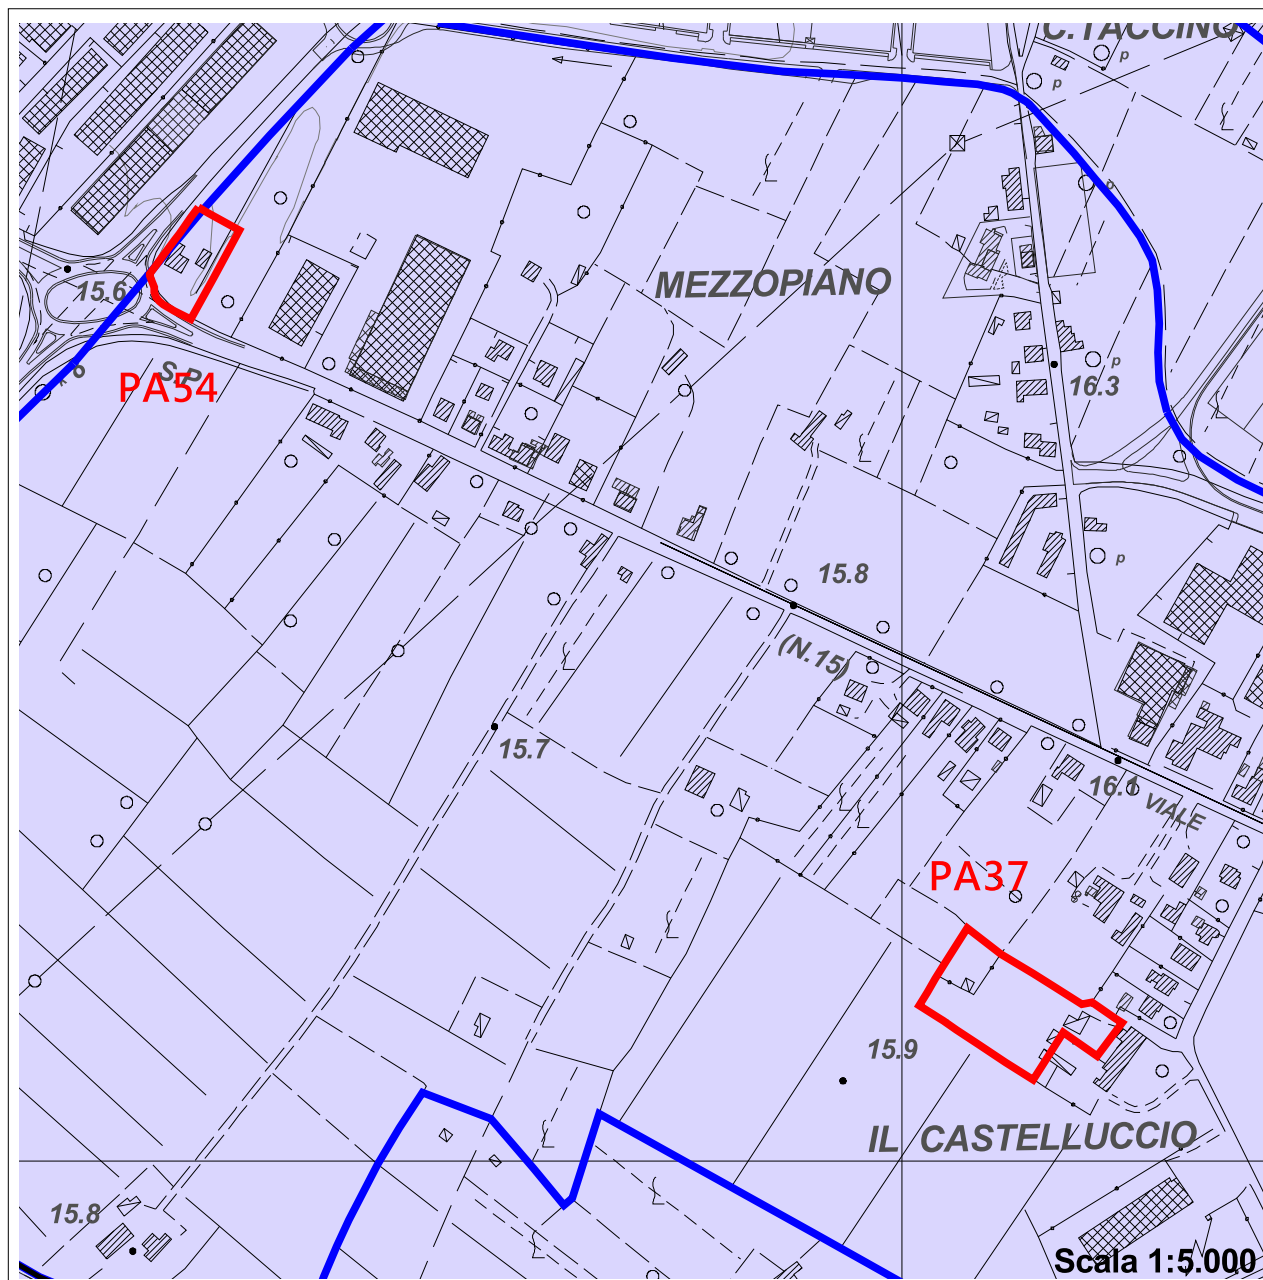 C.TACCINO
p
p
p
MEZZOPIANO
15.6
S.P.
PA54
p
16.3
15.8
p
(N.15)
15.7
16.1 VIALE
PA37
15.9
IL CASTELLUCCIO
15.8
Scala 1:5.000